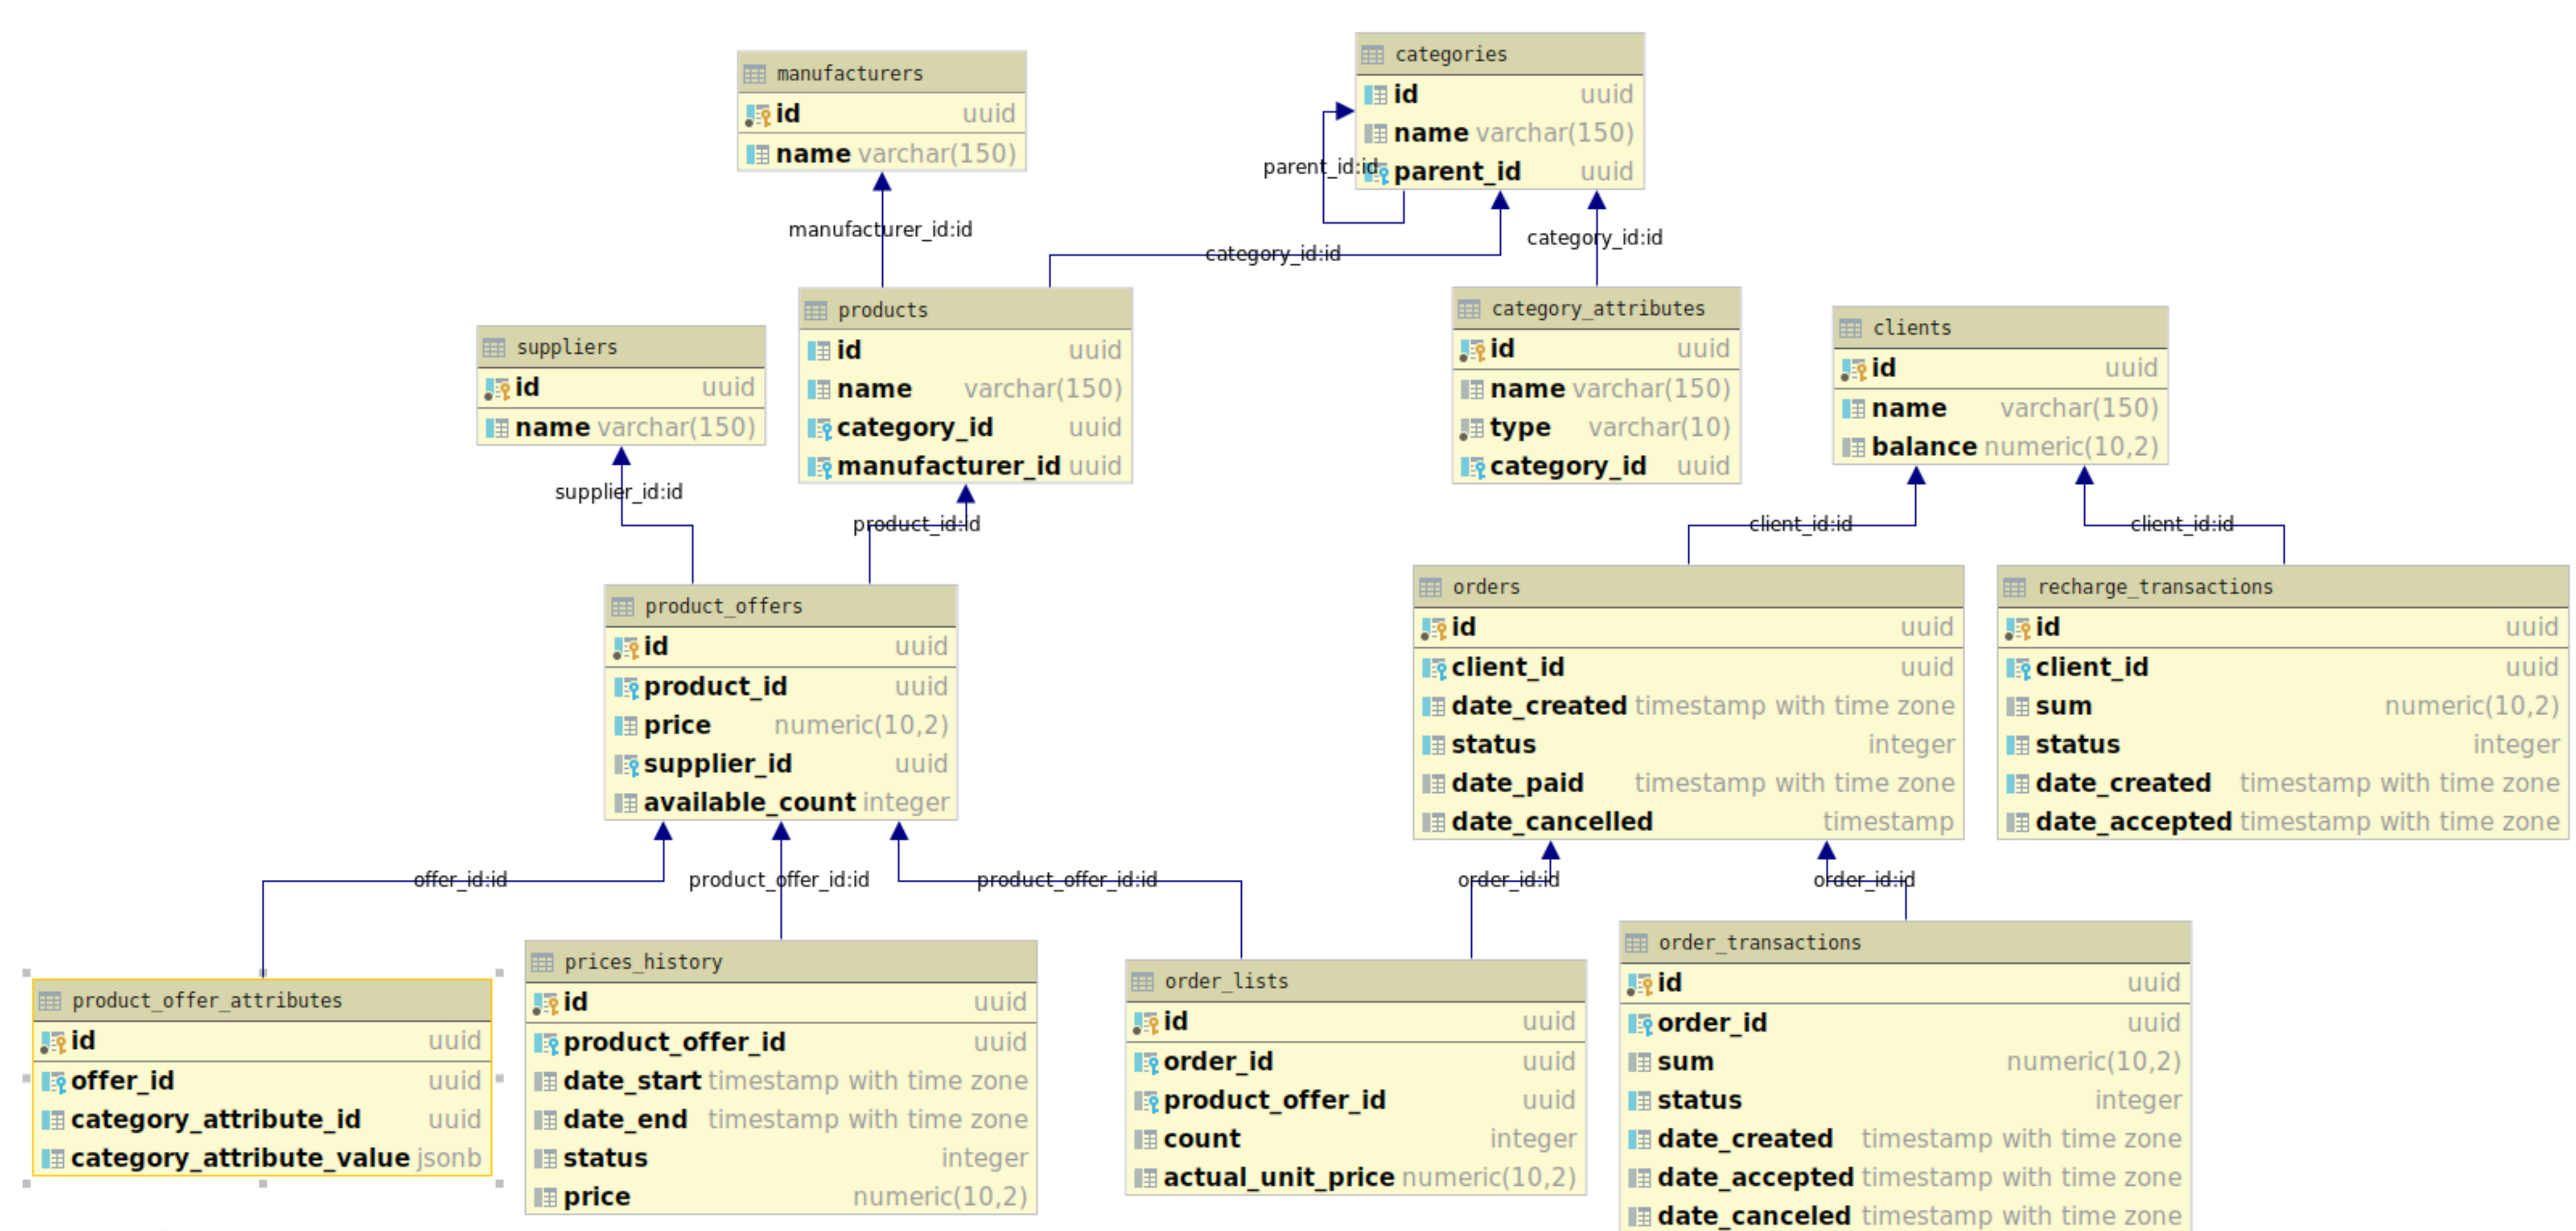 manufacturers
id uuid
name varchar(150)
categories
id uuid
name varchar(150)
parent_id uuid
parent_id:id
manufacturer_id:id
category_id:id
category_id:id
suppliers
id uuid
name varchar(150)
products
id uuid
name varchar(150)
category_id uuid
manufacturer_id uuid
category_attributes
id uuid
name varchar(150)
type varchar(10)
category_id uuid
clients
id uuid
name varchar(150)
balance numeric(10,2)
supplier_id:id
product_id:id
client_id:id
client_id:id
product_offers
id uuid
product_id uuid
price numeric(10,2)
supplier_id uuid
available_count integer
orders
id uuid
client_id uuid
date_created timestamp with time zone
status integer
date_paid timestamp with time zone
date_cancelled timestamp
recharge_transactions
id uuid
client_id uuid
sum numeric(10,2)
status integer
date_created timestamp with time zone
date_accepted timestamp with time zone
offer_id:id
product_offer_id:id
product_offer_id:id
order_id:id
order_id:id
product_offer_attributes
id uuid
offer_id uuid
category_attribute_id uuid
category_attribute_value jsonb
prices_history
id uuid
product_offer_id uuid
date_start timestamp with time zone
date_end timestamp with time zone
status integer
price numeric(10,2)
order_lists
id uuid
order_id uuid
product_offer_id uuid
count integer
actual_unit_price numeric(10,2)
order_transactions
id uuid
order_id uuid
sum numeric(10,2)
status integer
date_created timestamp with time zone
date_accepted timestamp with time zone
date_canceled timestamp with time zone